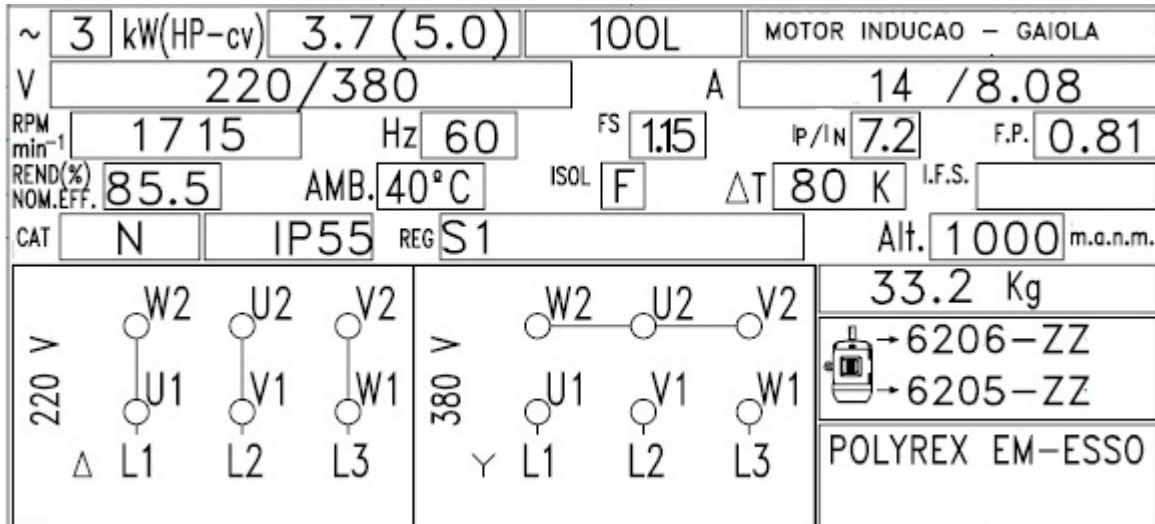 ~ 3 kW(HP-cv) 3.7 (5.0) 100L MOTOR INDUCAO - GAIOLA
V 220/380 A 14 /8.08
RPM min⁻¹ 1715 Hz 60 FS 1.15 IP/IN 7.2 F.P. 0.81
REND(%) NOM.EFF. 85.5 AMB. 40ºC ISOL F ΔT 80 K I.F.S.
CAT N IP55 REG S1 Alt. 1000 m.a.n.m.
220 V
W2 U2 V2
U1 V1 W1
Δ L1 L2 L3
380 V
W2 U2 V2
U1 V1 W1
Y L1 L2 L3
33.2 Kg
6206-ZZ
6205-ZZ
POLYREX EM-ESSO